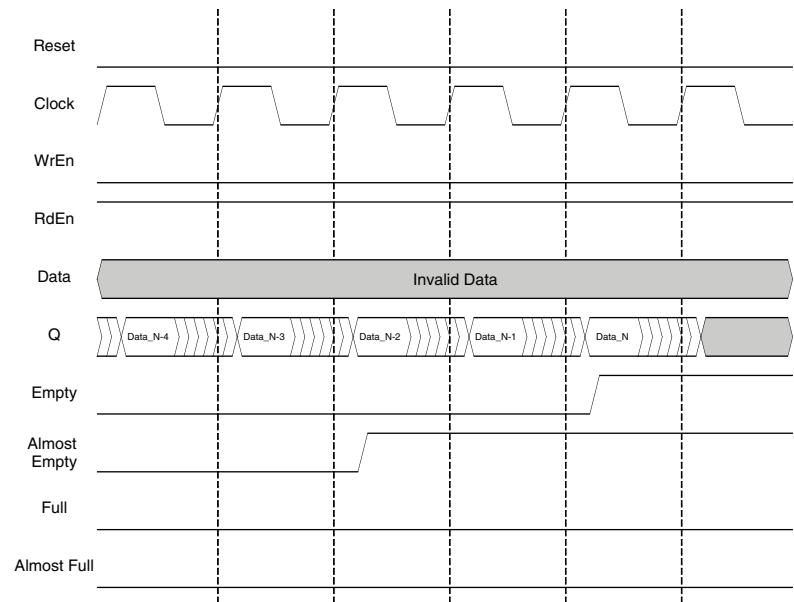 Reset
Clock
WrEn
RdEn
Data
Invalid Data
Q
Data_N-4
Data_N-3
Data_N-2
Data_N-1
Data_N
Empty
Almost
Empty
Full
Almost Full